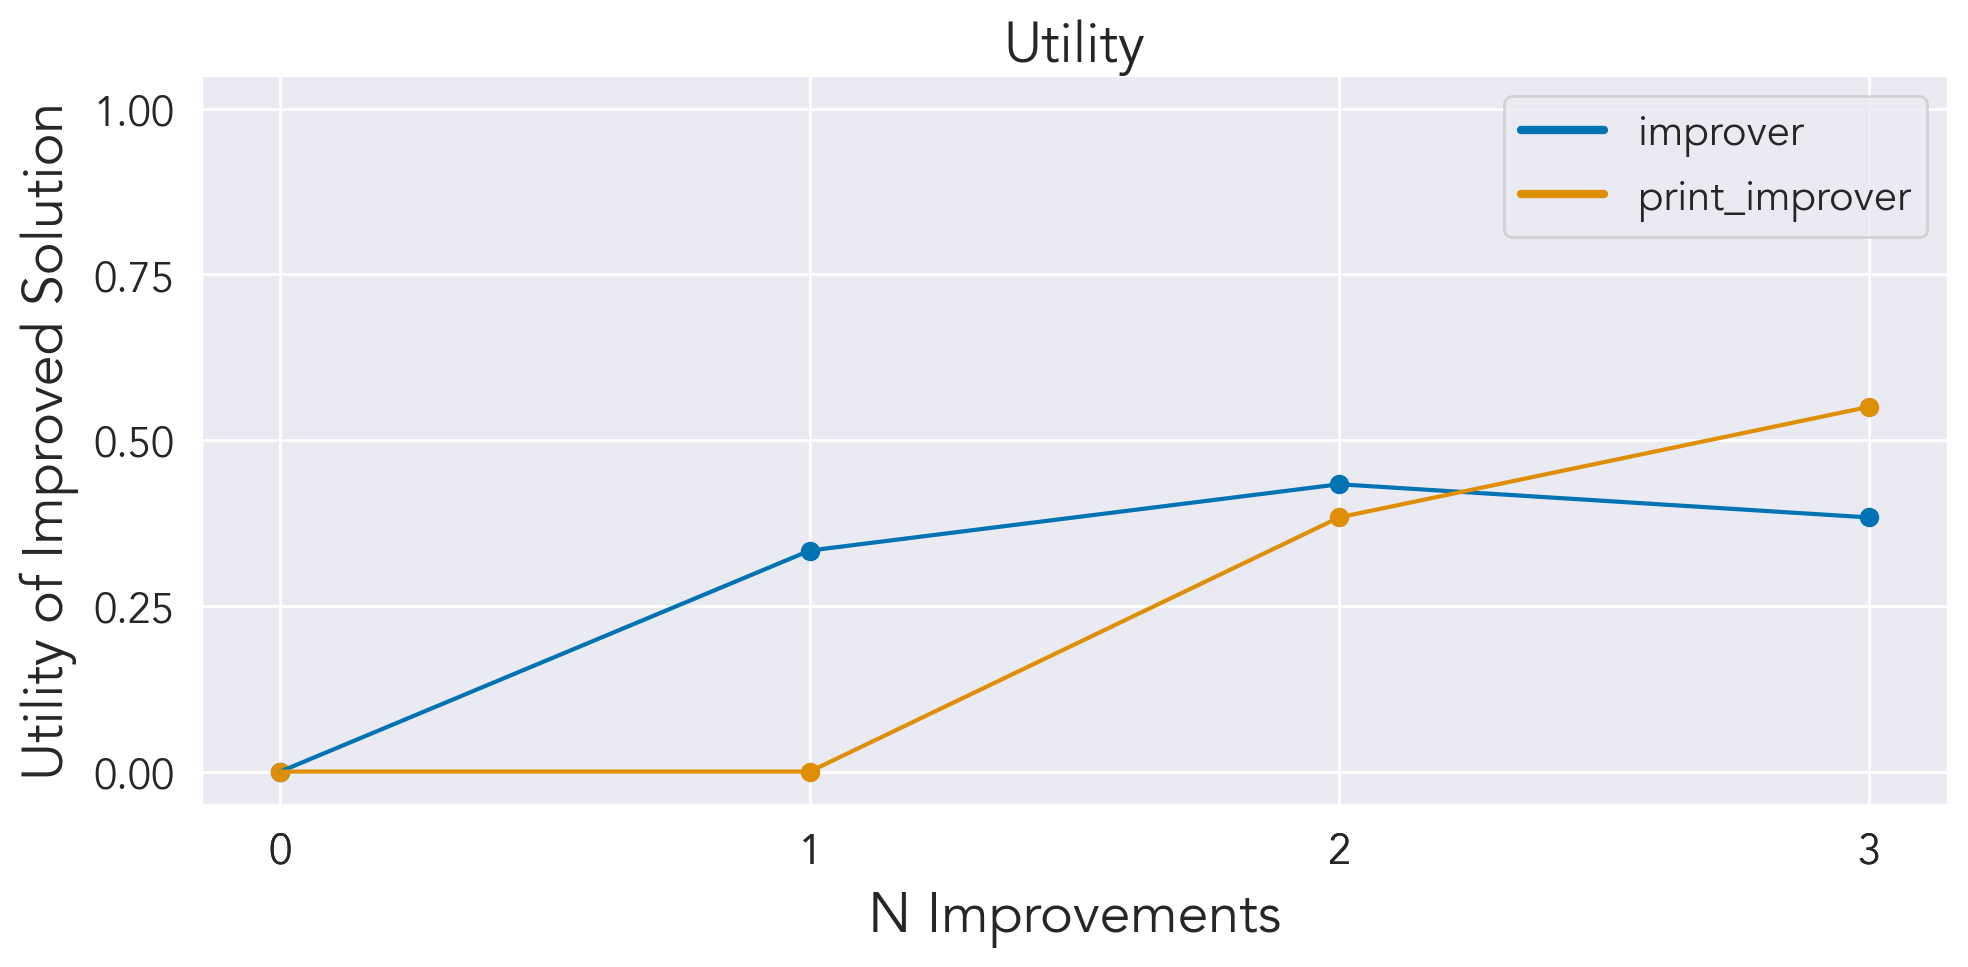 Utility
Utility of Improved Solution
1.00
0.75
0.50
0.25
0.00
improver
print_improver
0 1 2 3
N Improvements